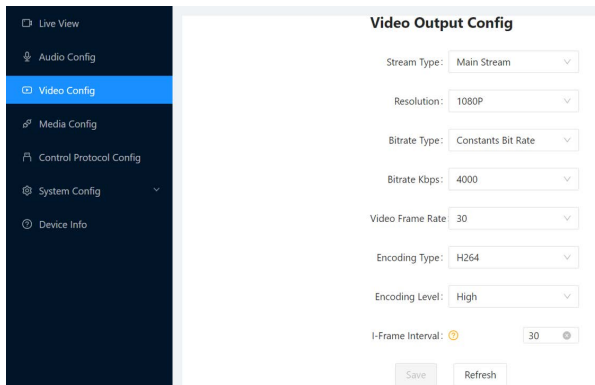 Live View
Audio Config
Video Config
Media Config
Control Protocol Config
System Config
Device Info
Video Output Config
Stream Type: Main Stream
Resolution: 1080P
Bitrate Type: Constants Bit Rate
Bitrate Kbps: 4000
Video Frame Rate 30
Encoding Type: H264
Encoding Level: High
I-Frame Interval: ? 30
Save Refresh